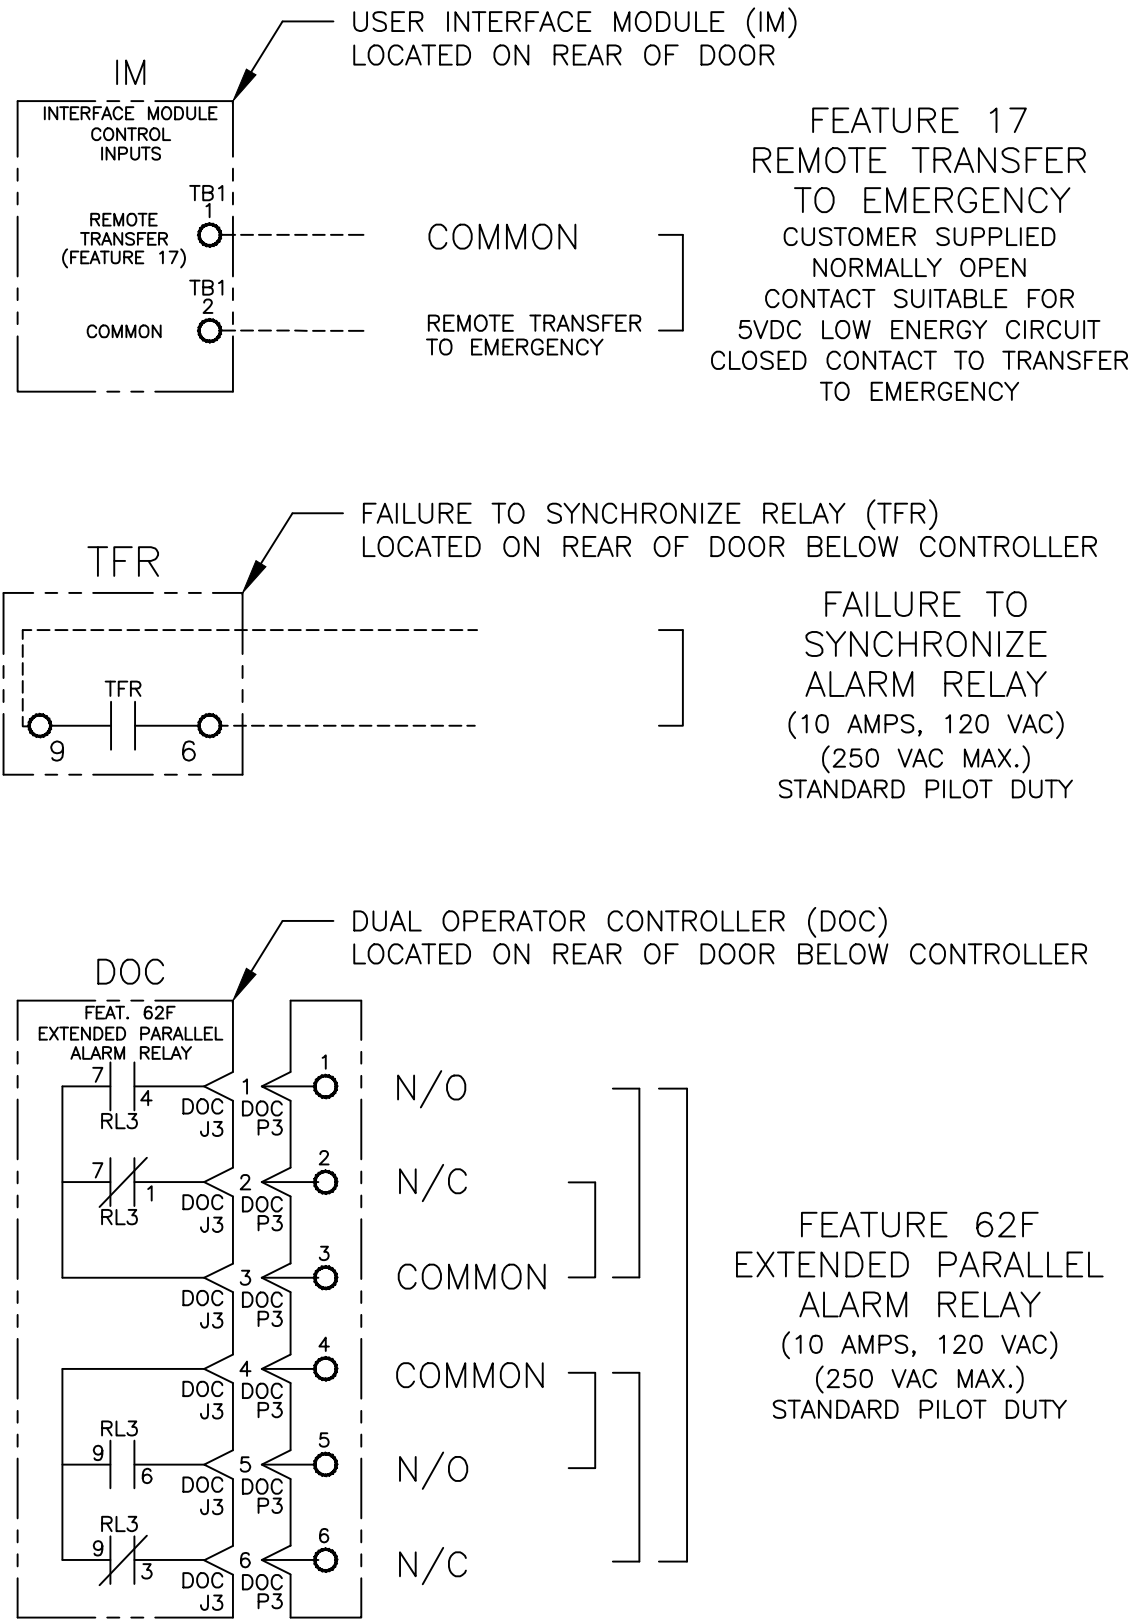 USER INTERFACE MODULE (IM)
LOCATED ON REAR OF DOOR
IM
INTERFACE MODULE
CONTROL
INPUTS
TB1
1
REMOTE
TRANSFER
(FEATURE 17)
TB1
2
COMMON
COMMON
REMOTE TRANSFER
TO EMERGENCY
FEATURE 17
REMOTE TRANSFER
TO EMERGENCY
CUSTOMER SUPPLIED
NORMALLY OPEN
CONTACT SUITABLE FOR
5VDC LOW ENERGY CIRCUIT
CLOSED CONTACT TO TRANSFER
TO EMERGENCY
FAILURE TO SYNCHRONIZE RELAY (TFR)
LOCATED ON REAR OF DOOR BELOW CONTROLLER
TFR
TFR
9
6
FAILURE TO
SYNCHRONIZE
ALARM RELAY
(10 AMPS, 120 VAC)
(250 VAC MAX.)
STANDARD PILOT DUTY
DUAL OPERATOR CONTROLLER (DOC)
LOCATED ON REAR OF DOOR BELOW CONTROLLER
DOC
FEAT. 62F
EXTENDED PARALLEL
ALARM RELAY
7
4
RL3
DOC
J3
1
DOC
P3
1
N/O
7
1
RL3
DOC
J3
2
DOC
P3
2
N/C
DOC
J3
3
DOC
P3
3
COMMON
DOC
J3
4
DOC
P3
4
COMMON
RL3
9
6
DOC
J3
5
DOC
P3
5
N/O
RL3
9
3
DOC
J3
6
DOC
P3
6
N/C
FEATURE 62F
EXTENDED PARALLEL
ALARM RELAY
(10 AMPS, 120 VAC)
(250 VAC MAX.)
STANDARD PILOT DUTY